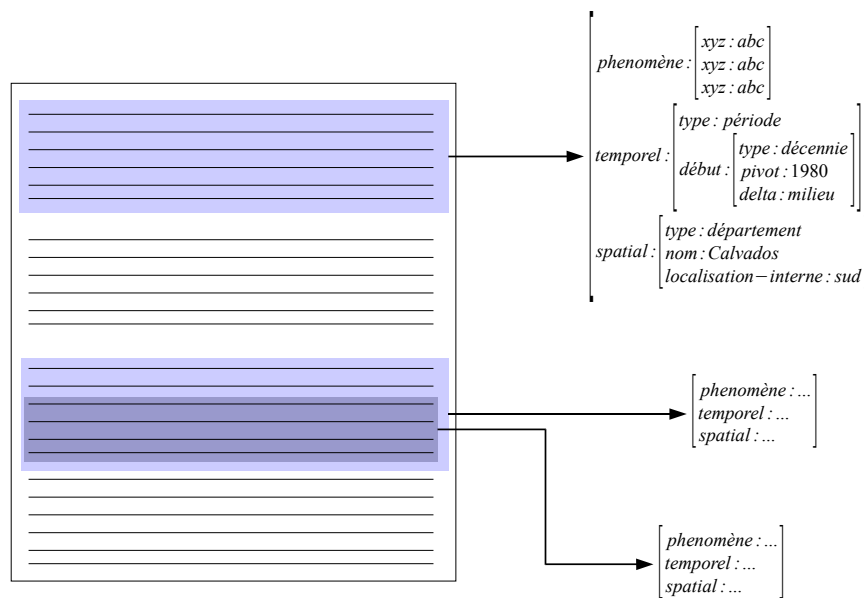 phenomène : xyz : abc
xyz : abc
xyz : abc
temporel : type : période
début : type : décennie
pivot : 1980
delta : milieu
spatial : type : département
nom : Calvados
localisation−interne : sud
phenomène : ...
temporel : ...
spatial : ...
phenomène : ...
temporel : ...
spatial : ...